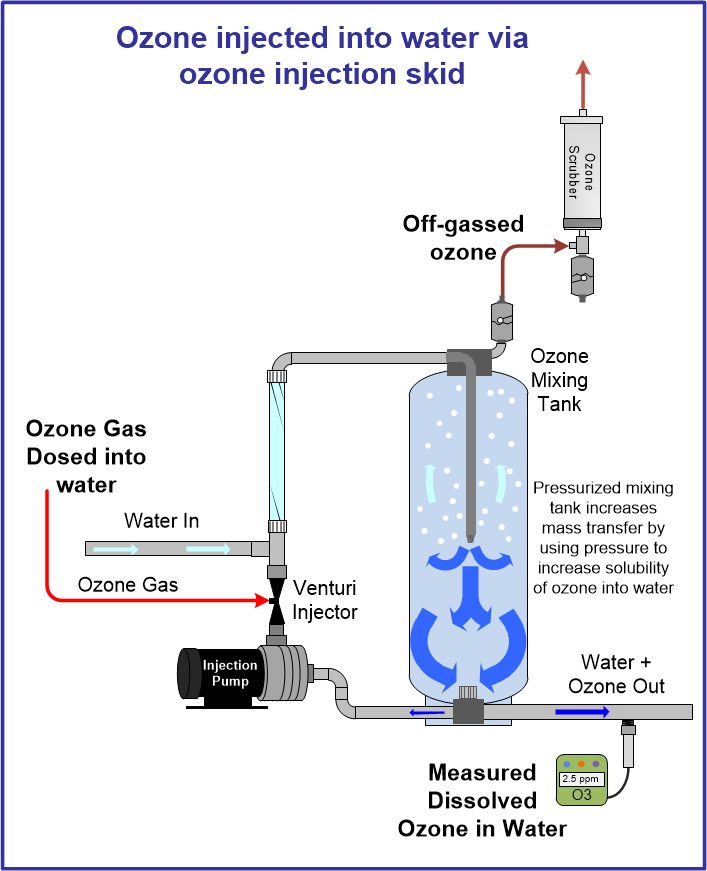 Ozone injected into water via
ozone injection skid
Ozone
Scrubber
Off-gassed
ozone
Ozone
Mixing
Tank
Ozone Gas
Dosed into
water
Pressurized mixing
tank increases
mass transfer by
using pressure to
increase solubility
of ozone into water
Water In
Ozone Gas
Venturi
Injector
Injection
Pump
Water +
Ozone Out
Measured
Dissolved
Ozone in Water
2.5 ppm
O3